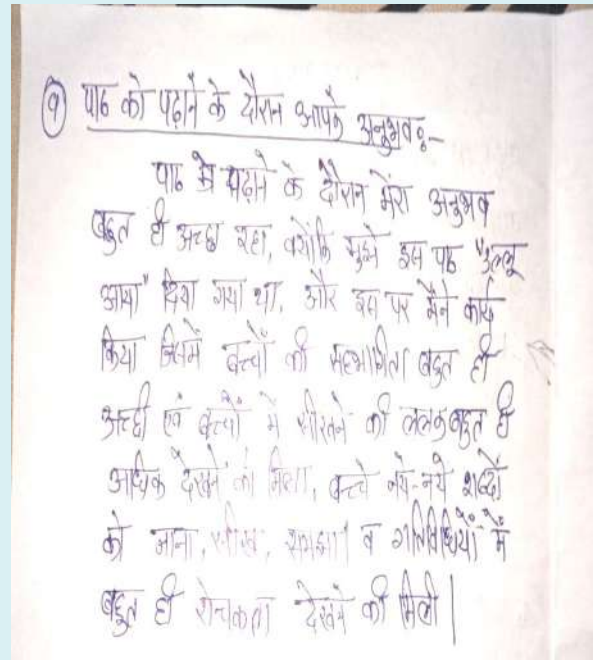 ① पाठ को पढ़ाने के दौरान आपके अनुभवः-
पाठ के पढ़ाने के दौरान मेरा अनुभव
बहुत ही अच्छा रहा, क्योंकि मुझे इस पाठ "उल्लू
आया" दिया गया था, और इस पर मैने कार्य
किया जिसमें बच्चों की सहभागिता बहुत ही
अच्छी एवं बच्चों में सीखने की ललक बहुत ही
अधिक देखने को मिला, बच्चे नये-नये शब्दों
को जाना, सीखा, समझा व गतिविधियों में
बहुत ही रोचकता देखने की मिली|